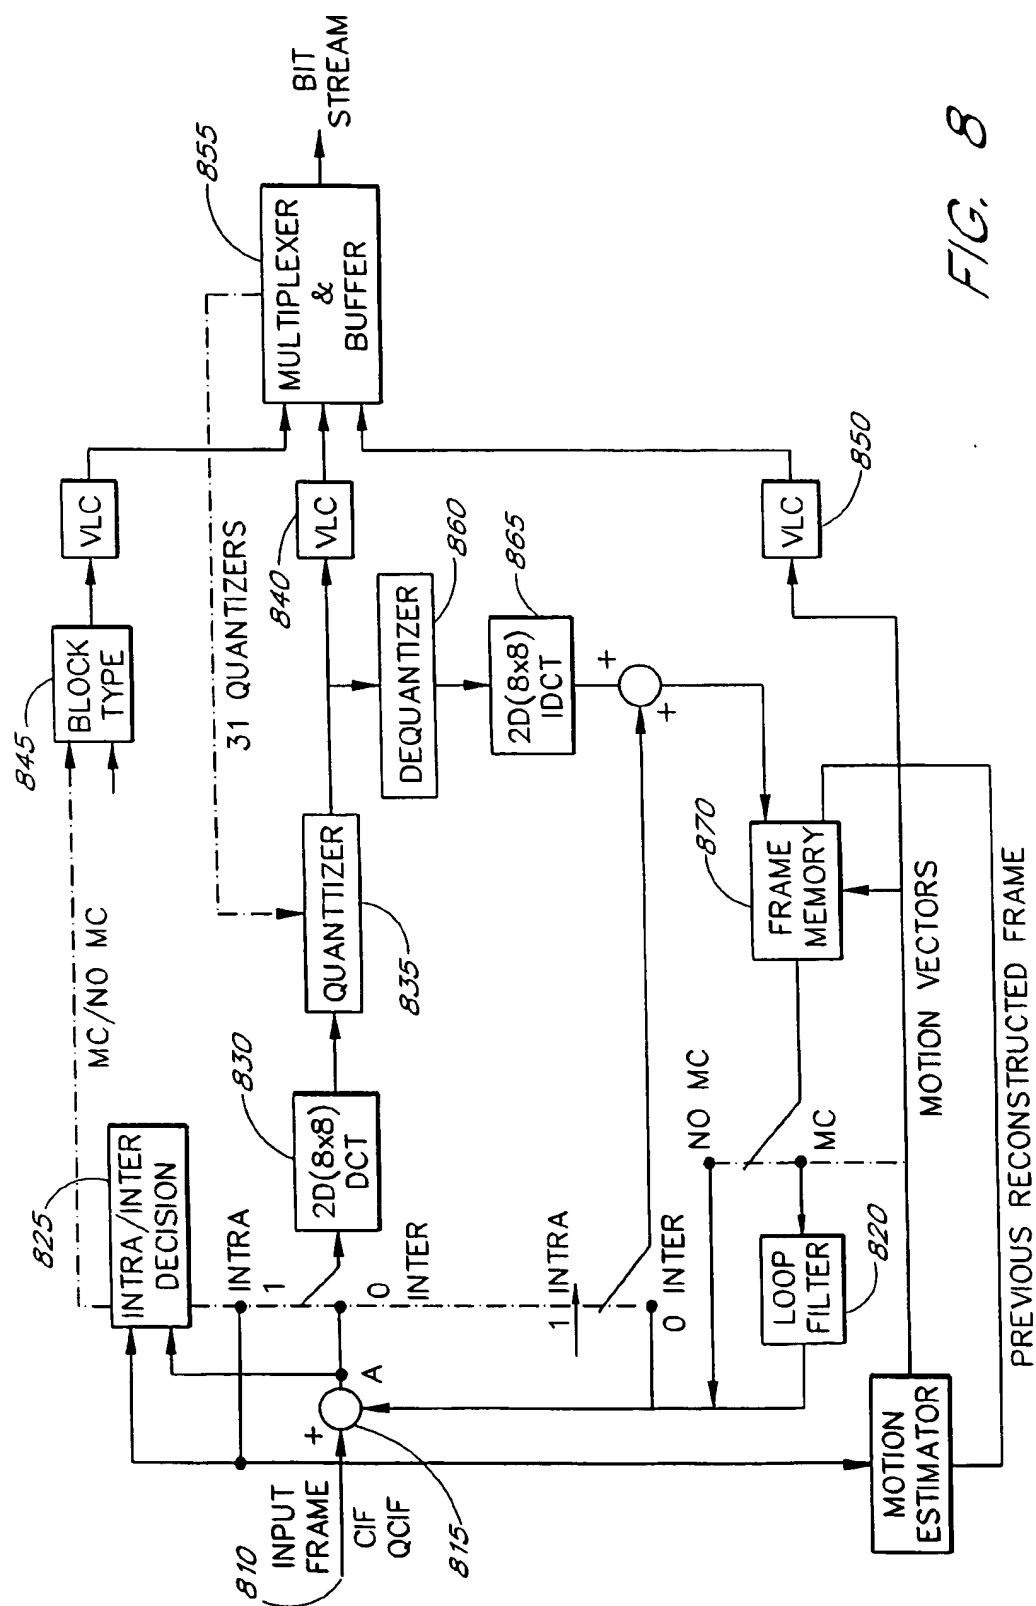 825
INTRA/INTER
DECISION
MC/NO MC
845
BLOCK
TYPE
VLC
855
MULTIPLEXER
&
BUFFER
BIT
STREAM
31 QUANTIZERS
INTRA
1
0
INTER
830
2D(8x8)
DCT
QUANTIZER
835
840
VLC
810
INPUT
FRAME
CIF
QCIF
+
A
815
DEQUANTIZER
860
2D(8x8)
IDCT
865
+
+
1 INTRA
0 INTER
NO MC
MC
LOOP
FILTER
820
870
FRAME
MEMORY
VLC
850
MOTION
ESTIMATOR
MOTION VECTORS
PREVIOUS RECONSTRUCTED FRAME
FIG. 8